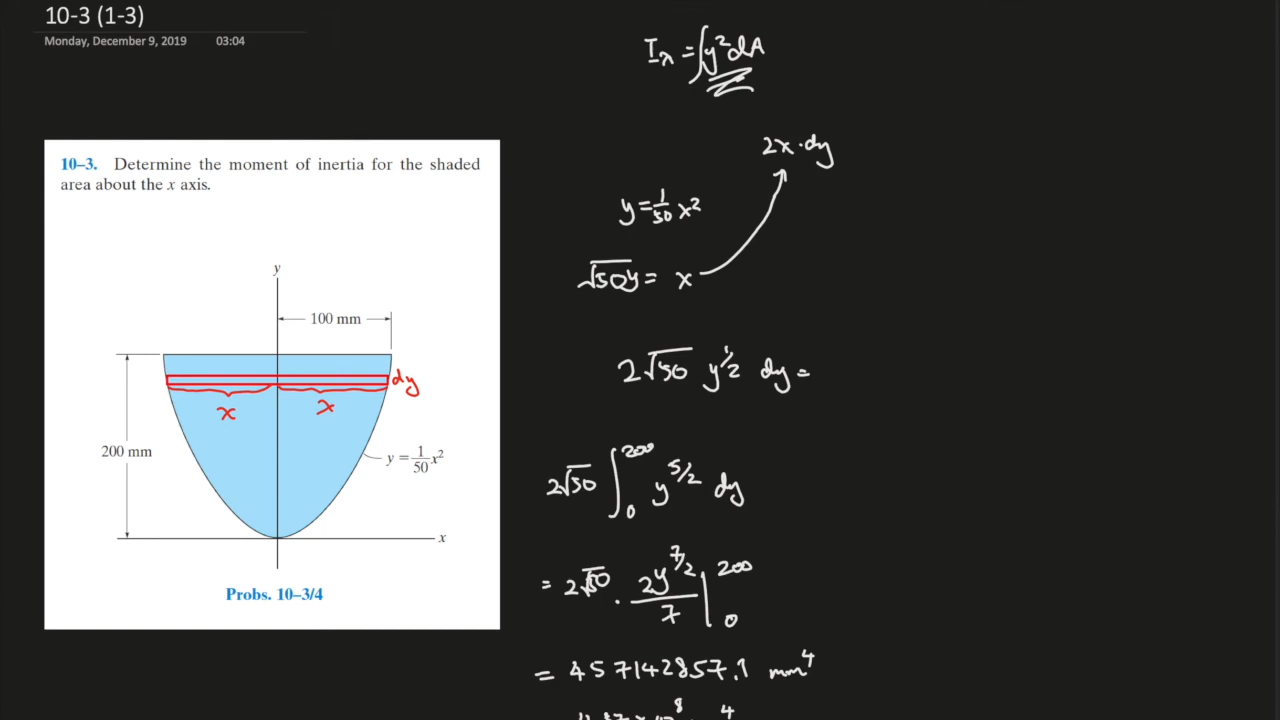 10-3 (1-3)
Monday, December 9, 2019 03:04
Ix = ∫y²dA
2x·dy
10–3. Determine the moment of inertia for the shaded
area about the x axis.
y = 1/50 x²
√50y = x
y
100 mm
2√50 y^1/2 dy =
dy
x x
200 mm
y = 1/50 x²
2√50 ∫₀²⁰⁰ y^5/2 dy
x
= 2√50 · 2y^7/2 / 7 |₀²⁰⁰
Probs. 10–3/4
= 457142857.1 mm⁴